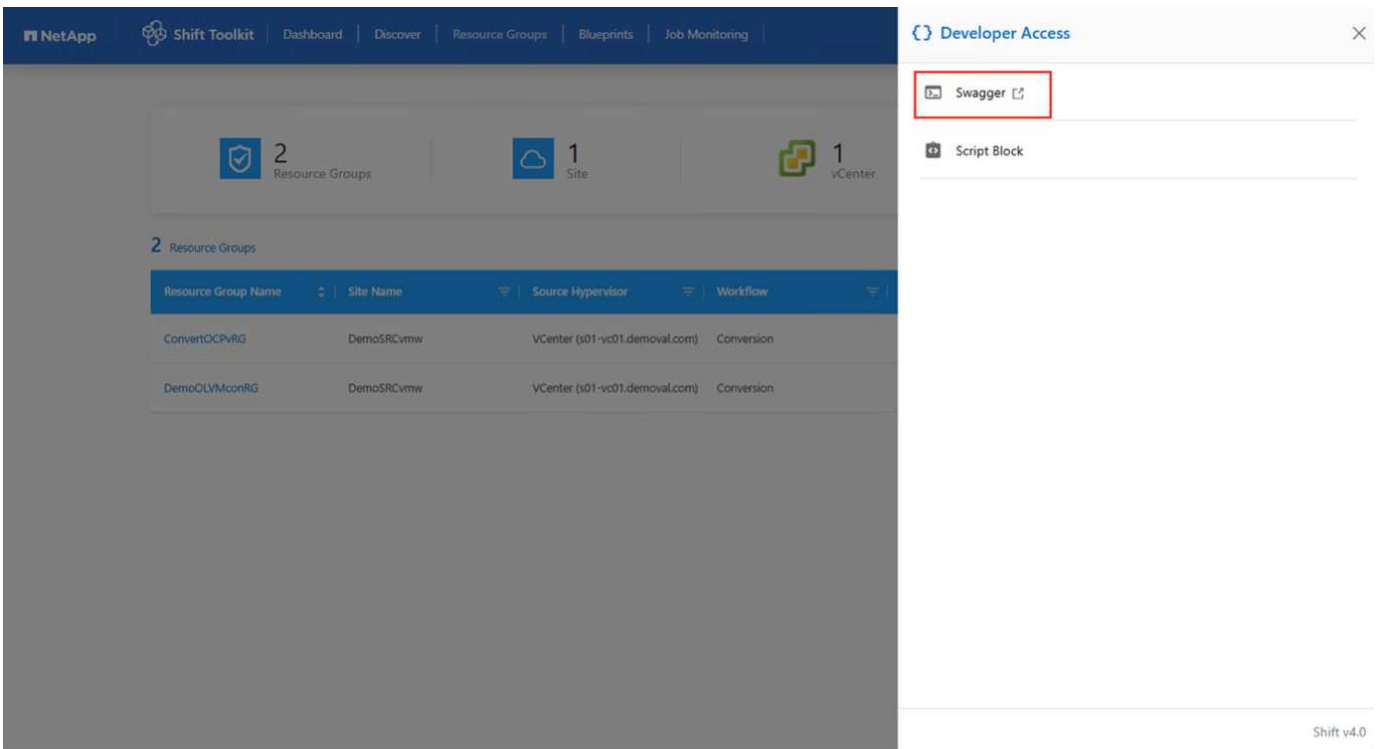 NetApp Shift Toolkit Dashboard Discover Resource Groups Blueprints Job Monitoring
2
Resource Groups
1
Site
1
vCenter
2 Resource Groups
Resource Group Name Site Name Source Hypervisor Workflow
ConvertOCPvRG DemoSRCvmw VCenter (s01-vc01.demoval.com) Conversion
DemoOLVMconRG DemoSRCvmw VCenter (s01-vc01.demoval.com) Conversion
Developer Access
Swagger
Script Block
Shift v4.0